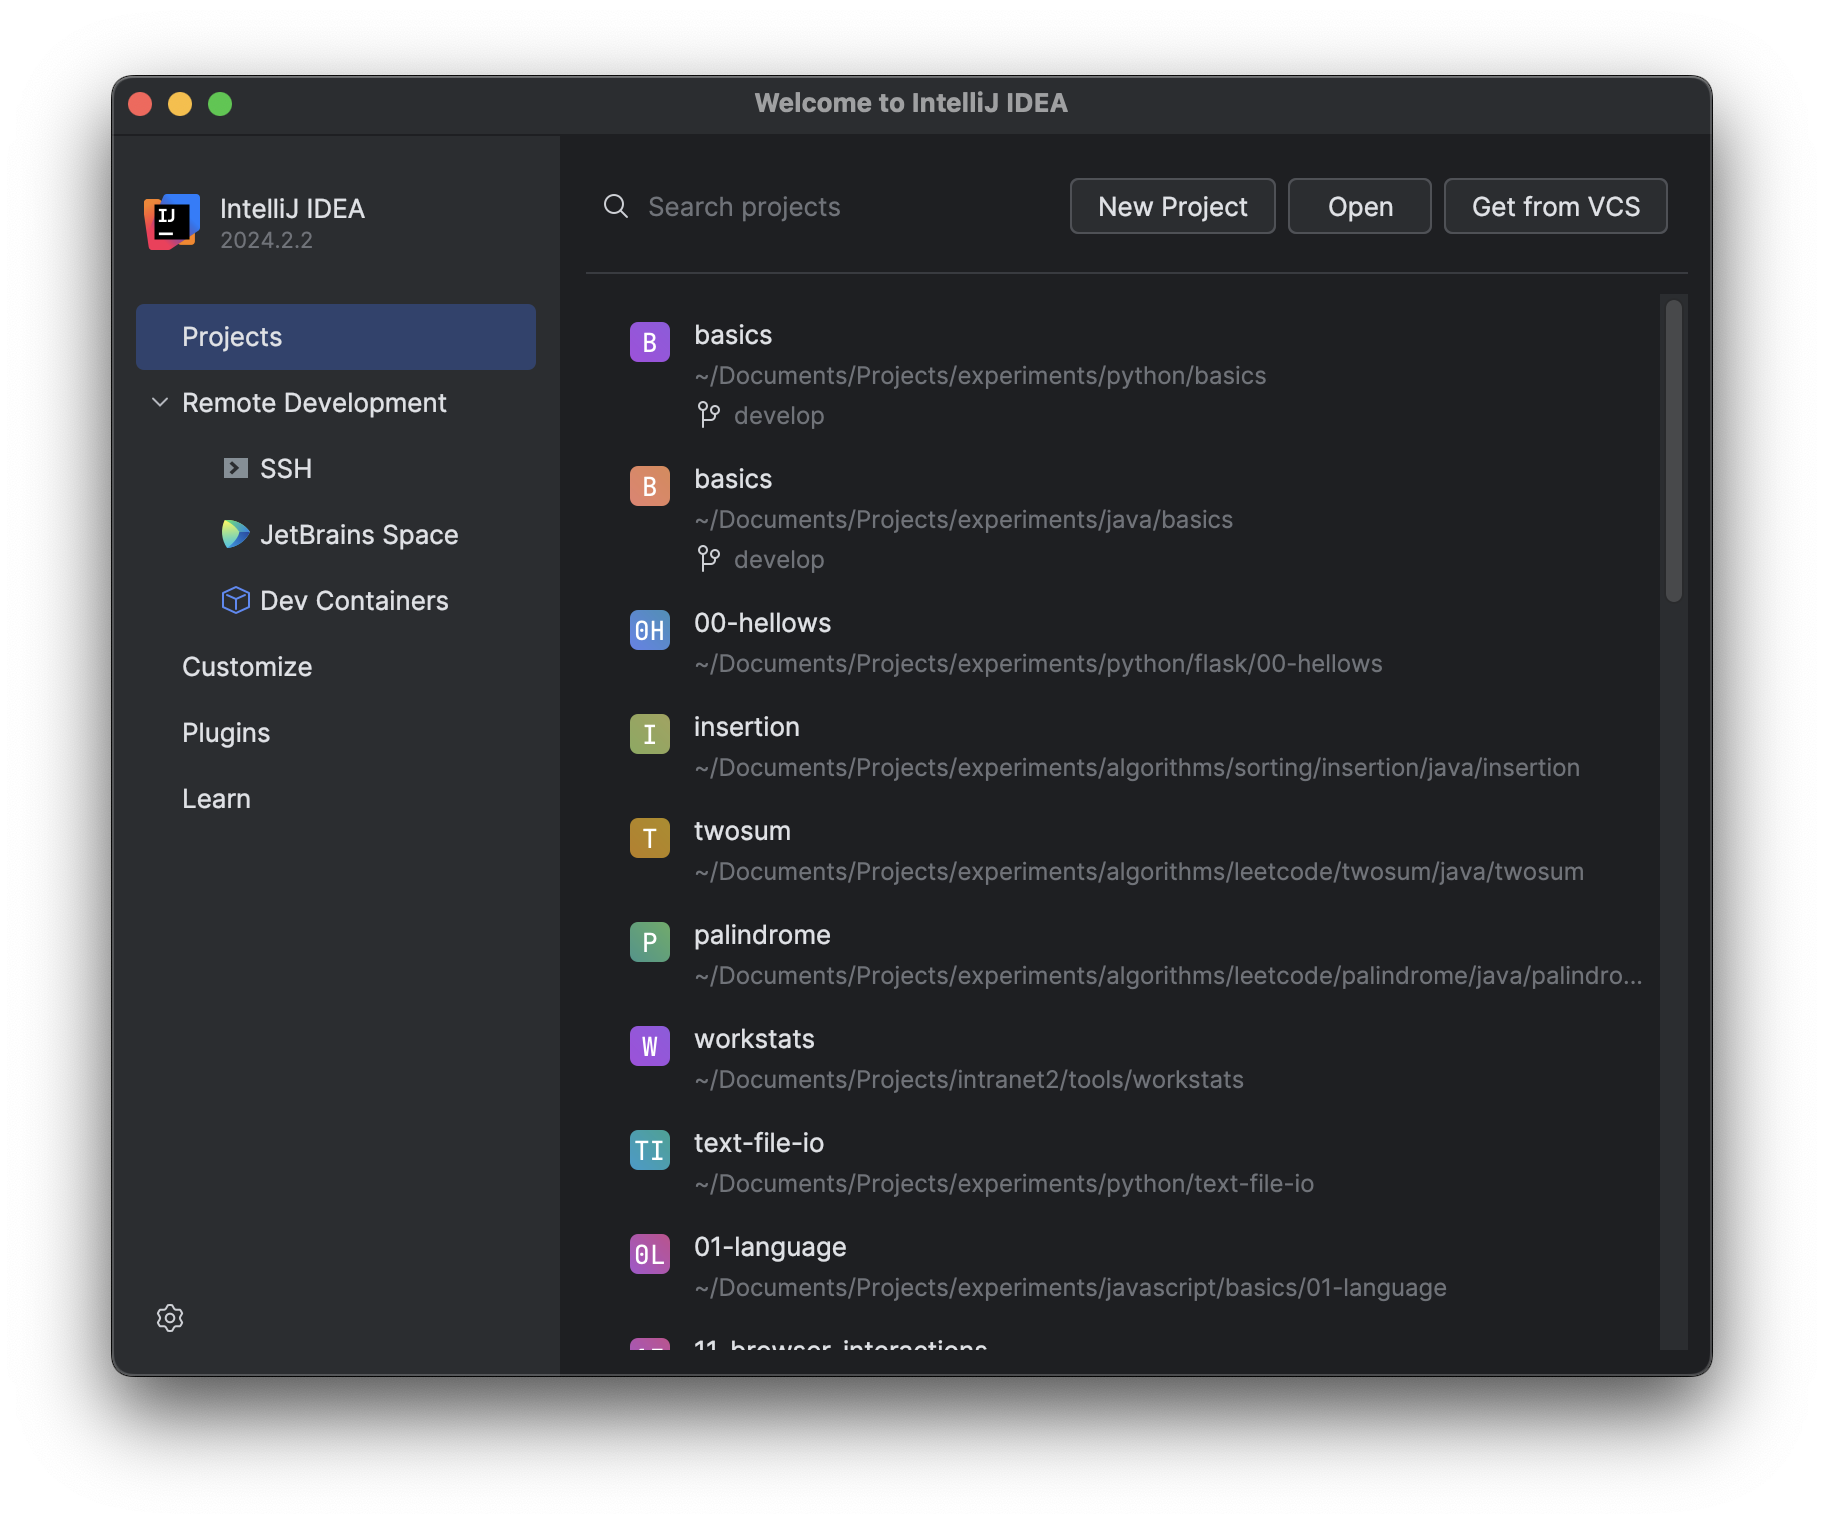 Welcome to IntelliJ IDEA
IJ
IntelliJ IDEA
2024.2.2
Projects
Remote Development
SSH
JetBrains Space
Dev Containers
Customize
Plugins
Learn
Search projects
New Project
Open
Get from VCS
B
basics
~/Documents/Projects/experiments/python/basics
develop
B
basics
~/Documents/Projects/experiments/java/basics
develop
0H
00-hellows
~/Documents/Projects/experiments/python/flask/00-hellows
I
insertion
~/Documents/Projects/experiments/algorithms/sorting/insertion/java/insertion
T
twosum
~/Documents/Projects/experiments/algorithms/leetcode/twosum/java/twosum
P
palindrome
~/Documents/Projects/experiments/algorithms/leetcode/palindrome/java/palindro...
W
workstats
~/Documents/Projects/intranet2/tools/workstats
TI
text-file-io
~/Documents/Projects/experiments/python/text-file-io
0L
01-language
~/Documents/Projects/experiments/javascript/basics/01-language
11-browser-interactions